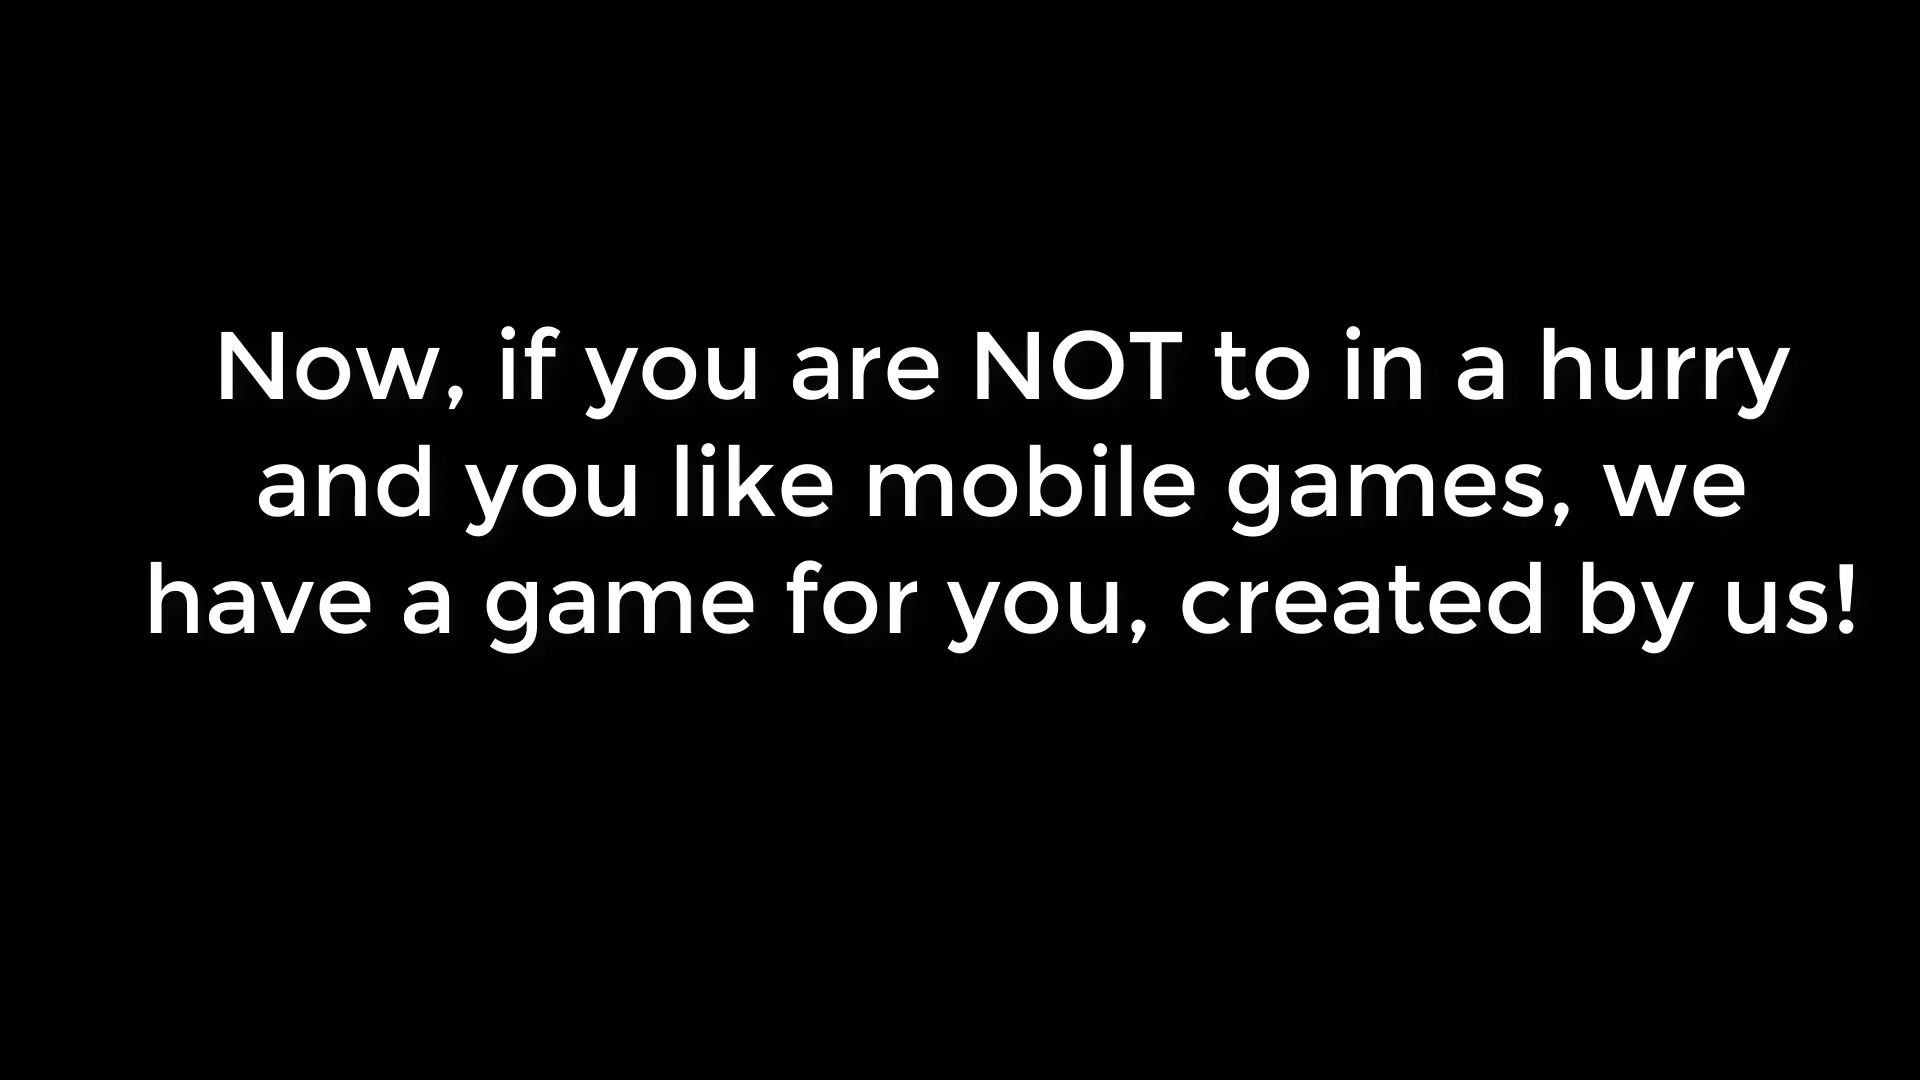 Now, if you are NOT to in a hurry
and you like mobile games, we
have a game for you, created by us!